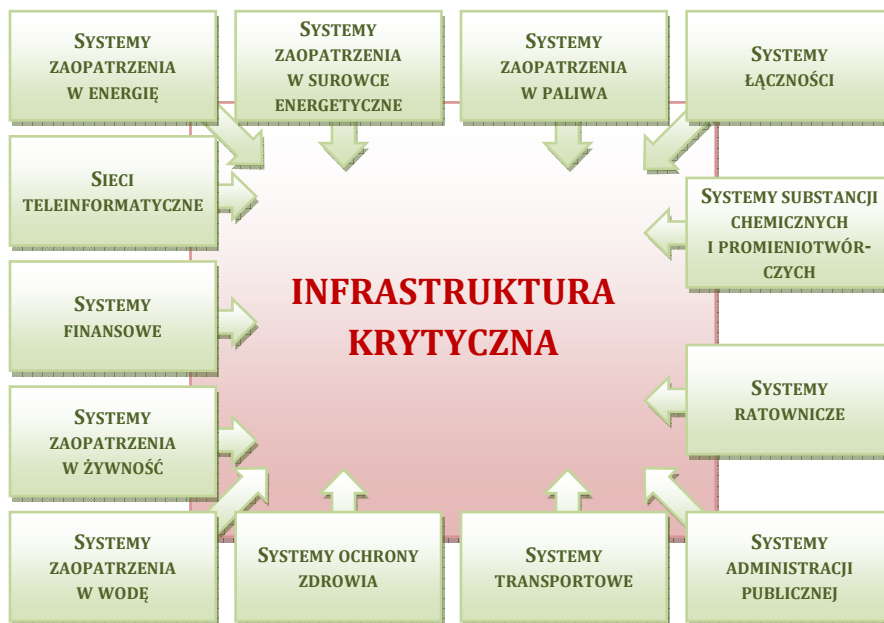 SYSTEMY
ZAOPATRZENIA
W ENERGIĘ
SYSTEMY
ZAOPATRZENIA
W SUROWCE
ENERGETYCZNE
SYSTEMY
ZAOPATRZENIA
W PALIWA
SYSTEMY
ŁĄCZNOŚCI
SIECI
TELEINFORMATYCZNE
SYSTEMY SUBSTANCJI
CHEMICZNYCH
I PROMIENIOTWÓR-
CZYCH
INFRASTRUKTURA
KRYTYCZNA
SYSTEMY
FINANSOWE
SYSTEMY
RATOWNICZE
SYSTEMY
ZAOPATRZENIA
W ŻYWNOŚĆ
SYSTEMY
ZAOPATRZENIA
W WODĘ
SYSTEMY OCHRONY
ZDROWIA
SYSTEMY
TRANSPORTOWE
SYSTEMY
ADMINISTRACJI
PUBLICZNEJ